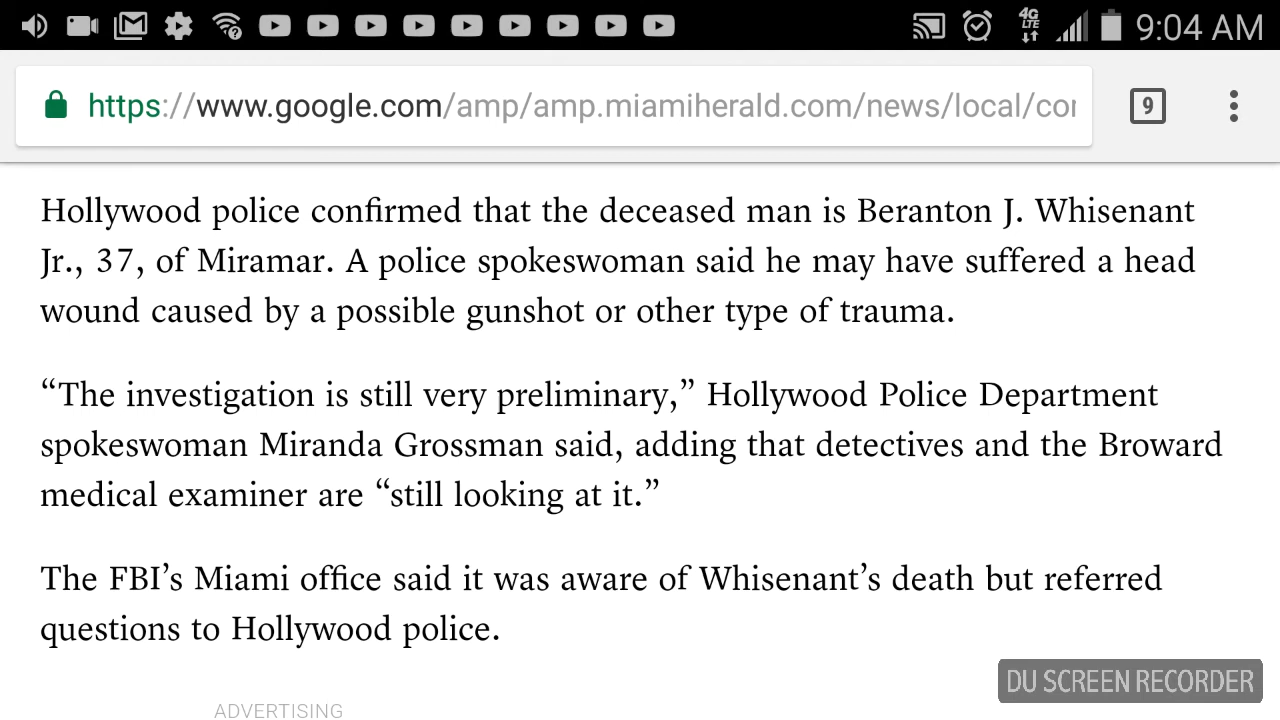 9:04 AM
4G
LTE
https://www.google.com/amp/amp.miamiherald.com/news/local/cor
9
Hollywood police confirmed that the deceased man is Beranton J. Whisenant
Jr., 37, of Miramar. A police spokeswoman said he may have suffered a head
wound caused by a possible gunshot or other type of trauma.
“The investigation is still very preliminary,” Hollywood Police Department
spokeswoman Miranda Grossman said, adding that detectives and the Broward
medical examiner are “still looking at it.”
The FBI’s Miami office said it was aware of Whisenant’s death but referred
questions to Hollywood police.
DU SCREEN RECORDER
ADVERTISING